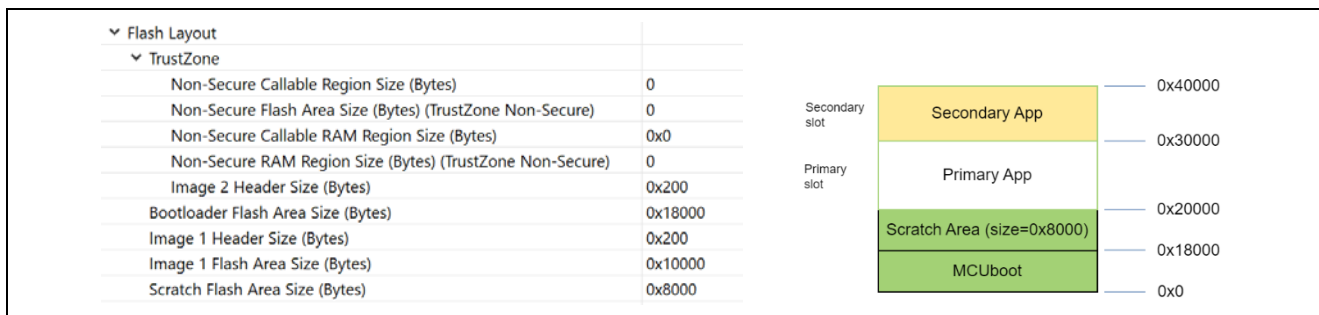 Flash Layout
TrustZone
Non-Secure Callable Region Size (Bytes) 0
Non-Secure Flash Area Size (Bytes) (TrustZone Non-Secure) 0
Non-Secure Callable RAM Region Size (Bytes) 0x0
Non-Secure RAM Region Size (Bytes) (TrustZone Non-Secure) 0
Image 2 Header Size (Bytes) 0x200
Bootloader Flash Area Size (Bytes) 0x18000
Image 1 Header Size (Bytes) 0x200
Image 1 Flash Area Size (Bytes) 0x10000
Scratch Flash Area Size (Bytes) 0x8000
0x40000
Secondary
slot
Secondary App
0x30000
Primary
slot
Primary App
0x20000
Scratch Area (size=0x8000)
0x18000
MCUboot
0x0